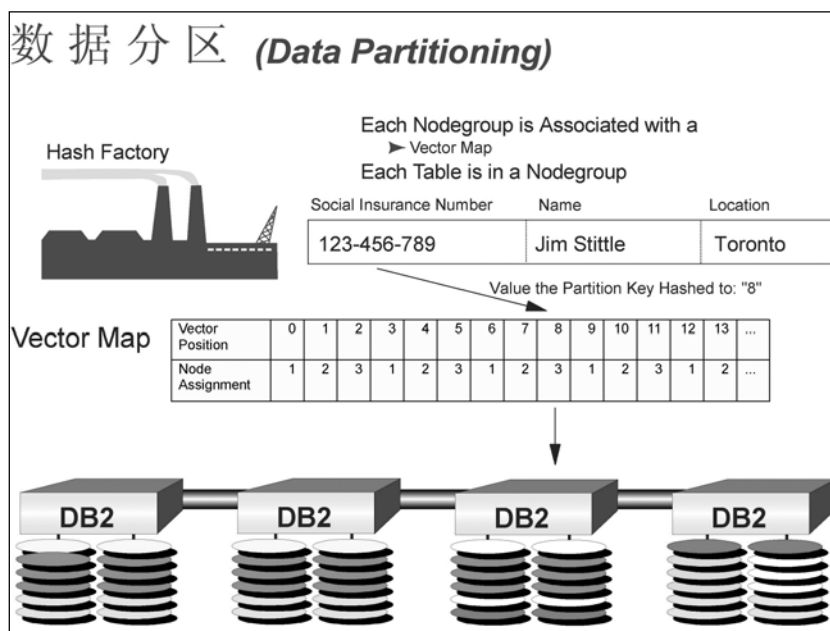 数据分区 (Data Partitioning)
Each Nodegroup is Associated with a
➤ Vector Map
Each Table is in a Nodegroup
Hash Factory
Social Insurance Number Name Location
123-456-789 Jim Stittle Toronto
Value the Partition Key Hashed to: "8"
Vector Map
Vector Position 0 1 2 3 4 5 6 7 8 9 10 11 12 13 ...
Node Assignment 1 2 3 1 2 3 1 2 3 1 2 3 1 2 ...
DB2 DB2 DB2 DB2